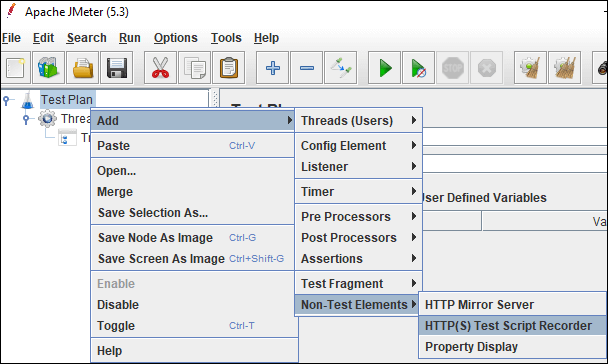 Apache JMeter (5.3)
File Edit Search Run Options Tools Help
STOP
Test Plan
Add Threads (Users)
Paste Ctrl-V Config Element
Open... Listener
Merge Timer
Save Selection As... Pre Processors User Defined Variables
Save Node As Image Ctrl-G Post Processors
Save Screen As Image Ctrl+Shift-G Assertions
Enable Test Fragment
Disable Non-Test Elements HTTP Mirror Server
Toggle Ctrl-T HTTP(S) Test Script Recorder
Help Property Display